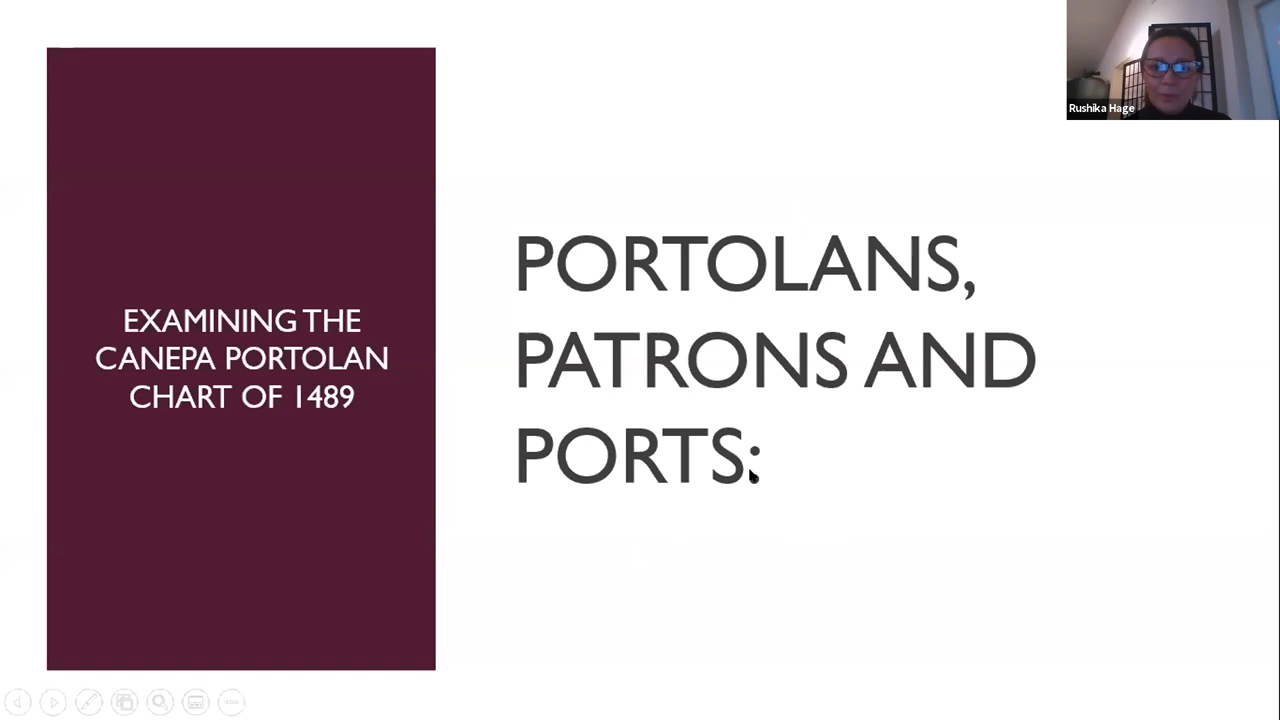 Rushika Hage
EXAMINING THE
CANEPA PORTOLAN
CHART OF 1489
PORTOLANS,
PATRONS AND
PORTS: